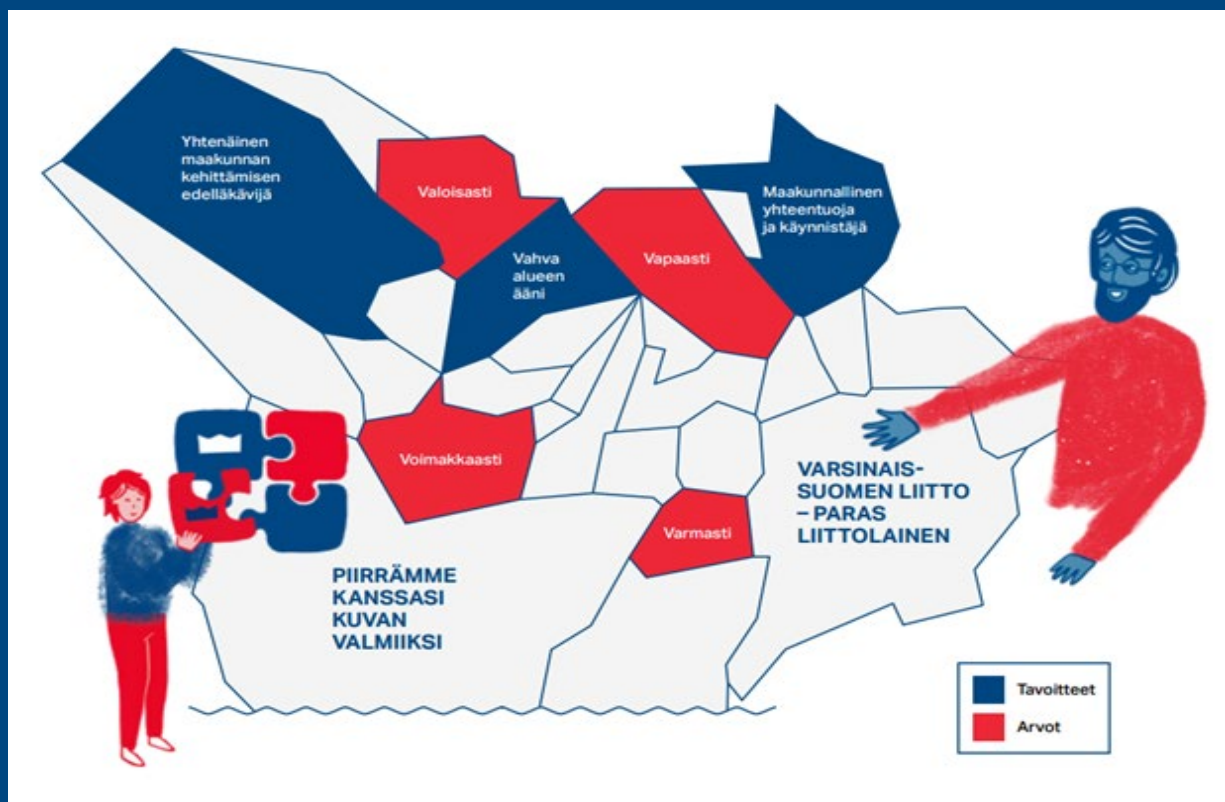 Yhtenäinen
maakunnan
kehittämisen
edelläkävijä
Valoisasti
Vahva
alueen
ääni
Vapaasti
Maakunnallinen
yhteentuoja
ja käynnistäjä
Voimakkaasti
Varmasti
VARSINAIS-
SUOMEN LIITTO
– PARAS
LIITTOLAINEN
PIIRRÄMME
KANSSASI
KUVAN
VALMIIKSI
Tavoitteet
Arvot